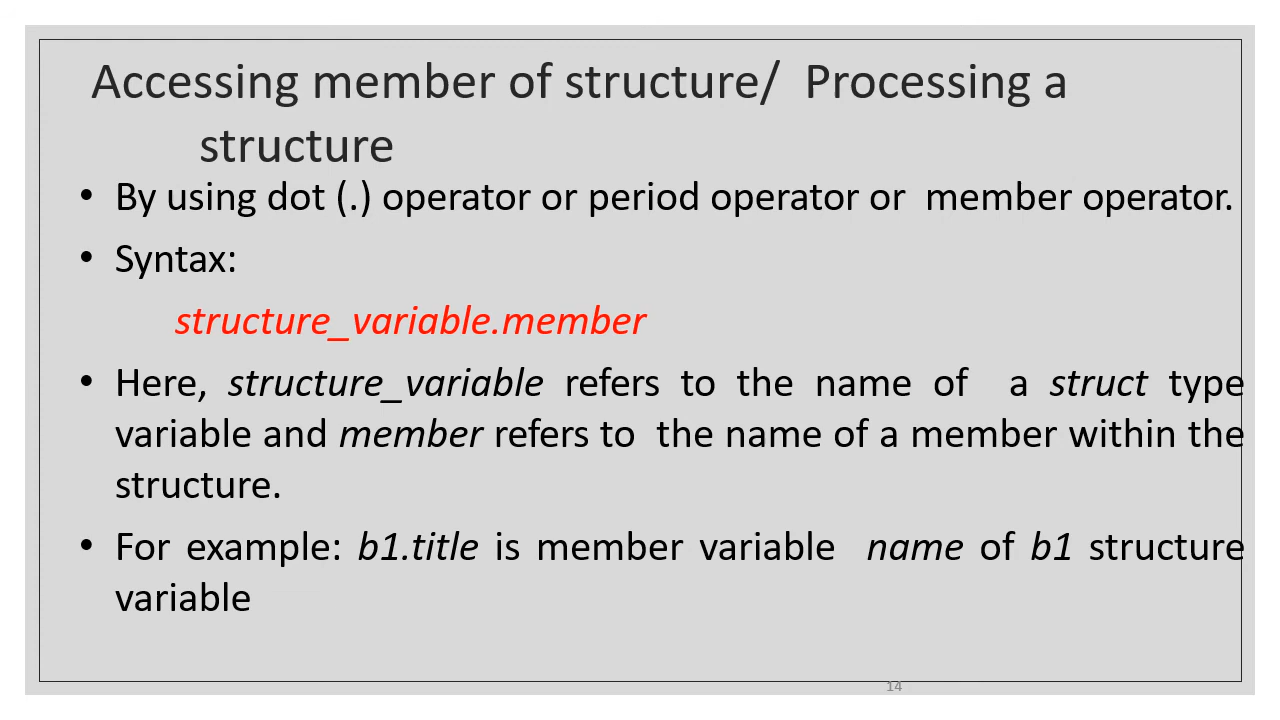 Accessing member of structure/ Processing a
structure
• By using dot (.) operator or period operator or member operator.
• Syntax:
structure_variable.member
• Here, structure_variable refers to the name of a struct type
variable and member refers to the name of a member within the
structure.
• For example: b1.title is member variable name of b1 structure
variable
14